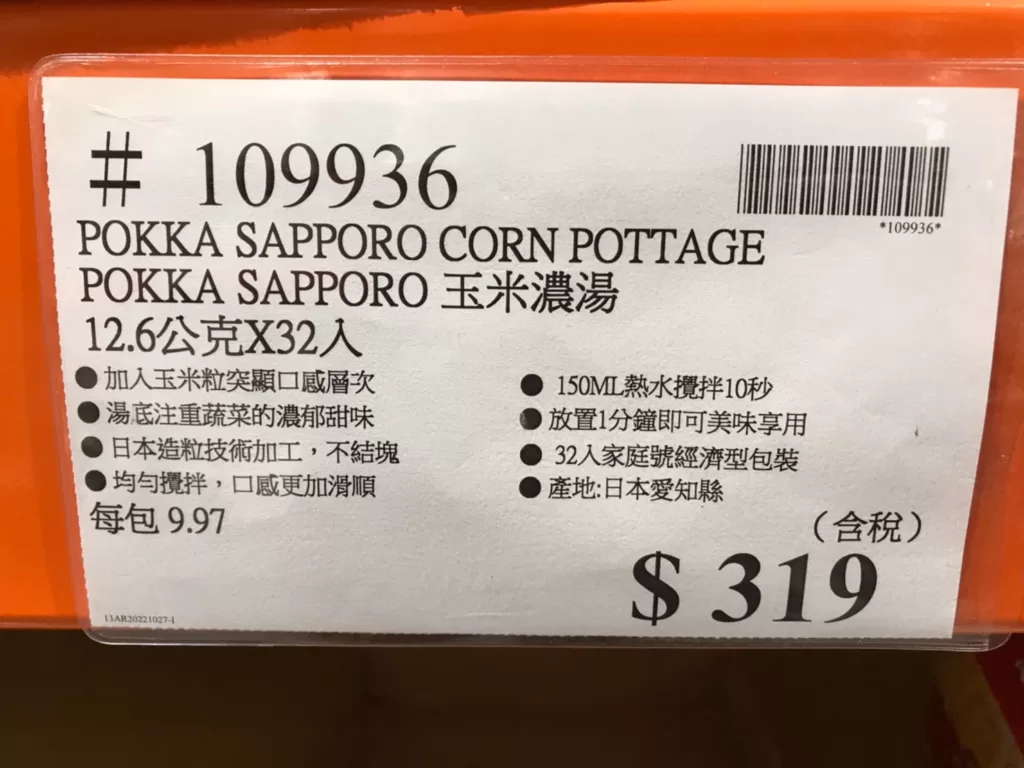 # 109936
*109936*
POKKA SAPPORO CORN POTTAGE
POKKA SAPPORO 玉米濃湯
12.6公克X32入
●加入玉米粒突顯口感層次
●湯底注重蔬菜的濃郁甜味
●日本造粒技術加工，不結塊
●均勻攪拌，口感更加滑順
●150ML熱水攪拌10秒
●放置1分鐘即可美味享用
●32入家庭號經濟型包裝
●產地:日本愛知縣
每包 9.97
（含稅）
$ 319
13AR20221027-1